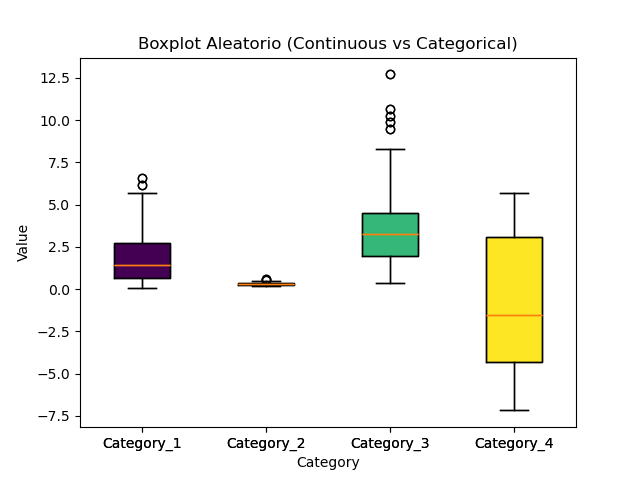 Boxplot Aleatorio (Continuous vs Categorical)
12.5
10.0
7.5
5.0
2.5
0.0
−2.5
−5.0
−7.5
Value
Category_1 Category_2 Category_3 Category_4
Category